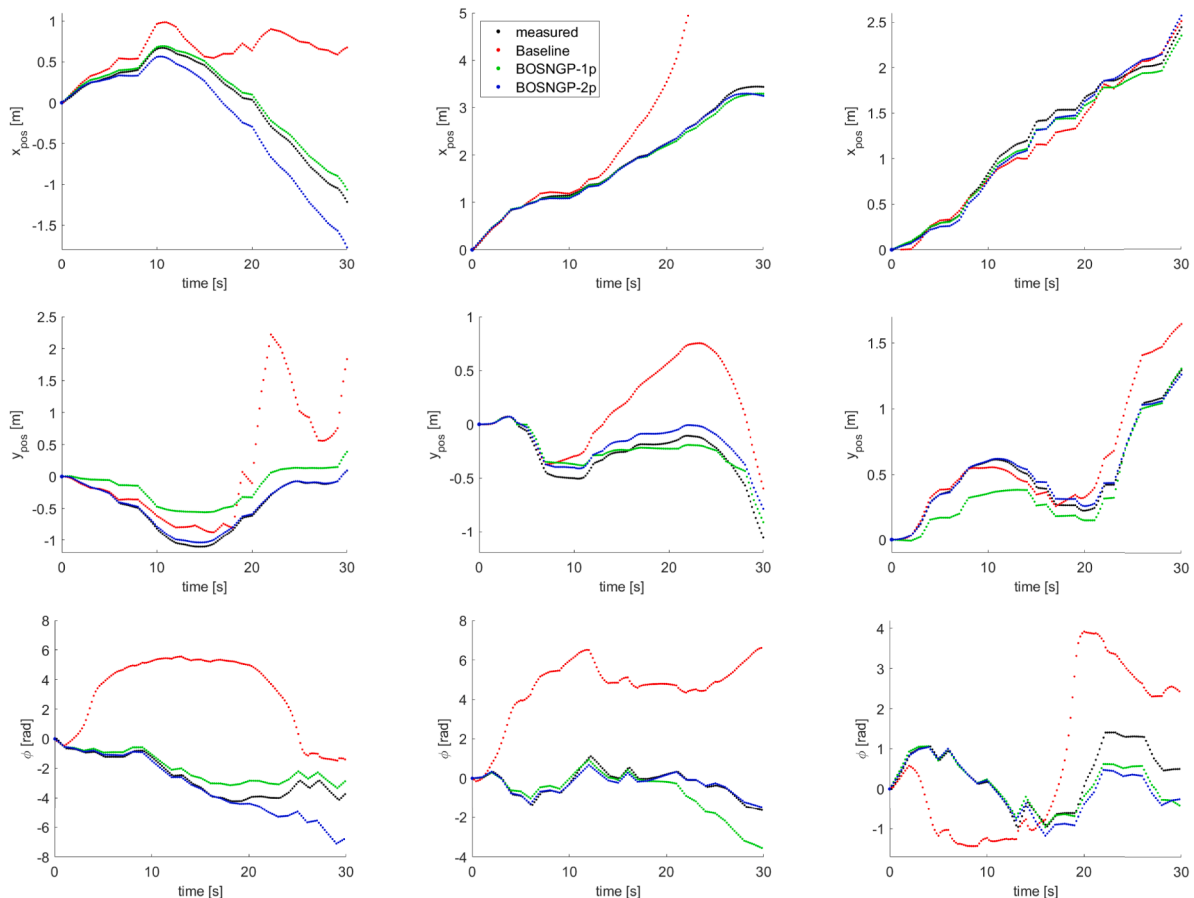 1
0.5
0
-0.5
-1
-1.5
x_pos [m]
0 10 20 30
time [s]
5
4
3
2
1
0
x_pos [m]
measured
Baseline
BOSNGP-1p
BOSNGP-2p
0 10 20 30
time [s]
2.5
2
1.5
1
0.5
0
x_pos [m]
0 10 20 30
time [s]
2.5
2
1.5
1
0.5
0
-0.5
-1
y_pos [m]
0 10 20 30
time [s]
1
0.5
0
-0.5
-1
y_pos [m]
0 10 20 30
time [s]
1.5
1
0.5
0
y_pos [m]
0 10 20 30
time [s]
8
6
4
2
0
-2
-4
-6
-8
ϕ [rad]
0 10 20 30
time [s]
8
6
4
2
0
-2
-4
ϕ [rad]
0 10 20 30
time [s]
4
3
2
1
0
-1
ϕ [rad]
0 10 20 30
time [s]